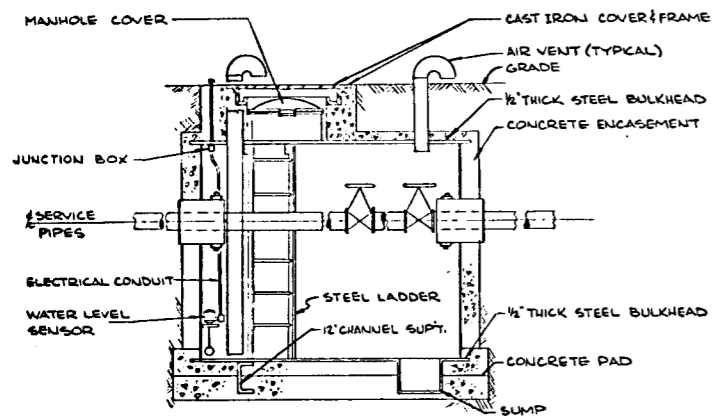 MANHOLE COVER
CAST IRON COVER & FRAME
AIR VENT (TYPCAL)
GRADE
1/2" THICK STEEL BULKHEAD
CONCRETE ENCASEMENT
JUNCTION BOX
℄ SERVICE
PIPES
ELECTRICAL CONDUIT
WATER LEVEL
SENSOR
STEEL LADDER
12" CHANNEL SUP'T.
1/2" THICK STEEL BULKHEAD
CONCRETE PAD
SUMP